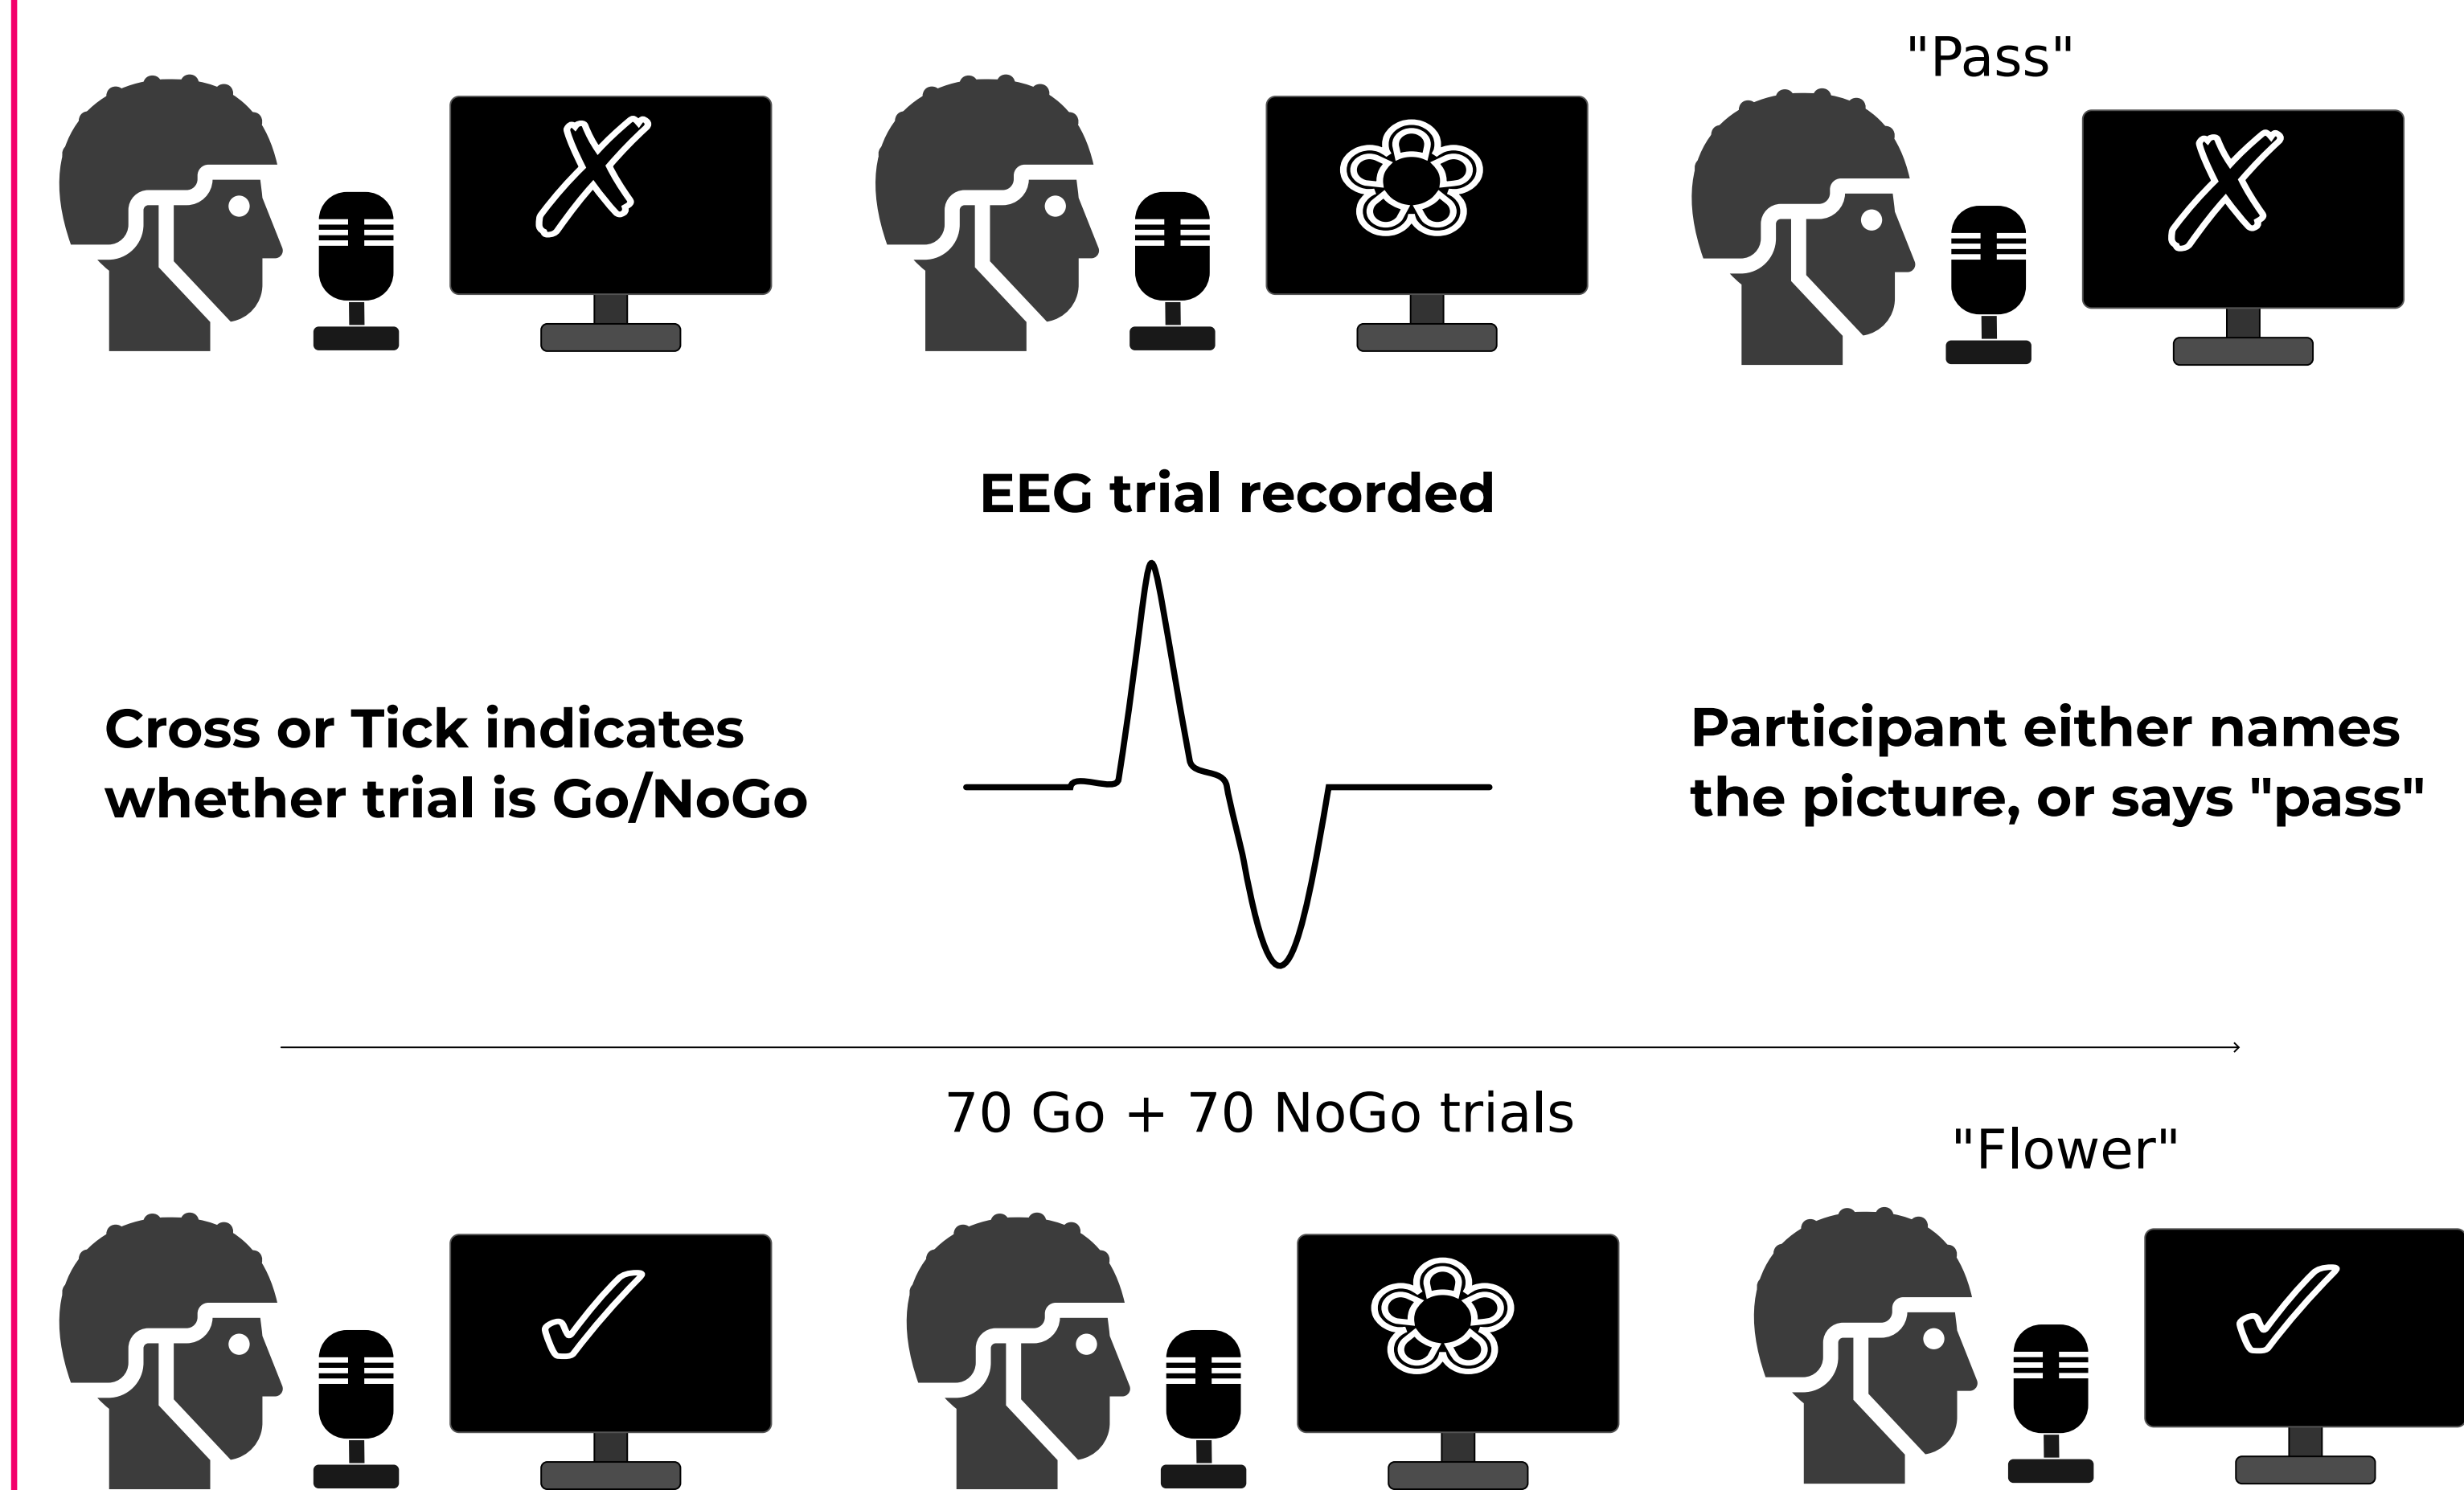 "Pass"
EEG trial recorded
Cross or Tick indicates
whether trial is Go/NoGo
Participant either names
the picture, or says "pass"
70 Go + 70 NoGo trials
"Flower"